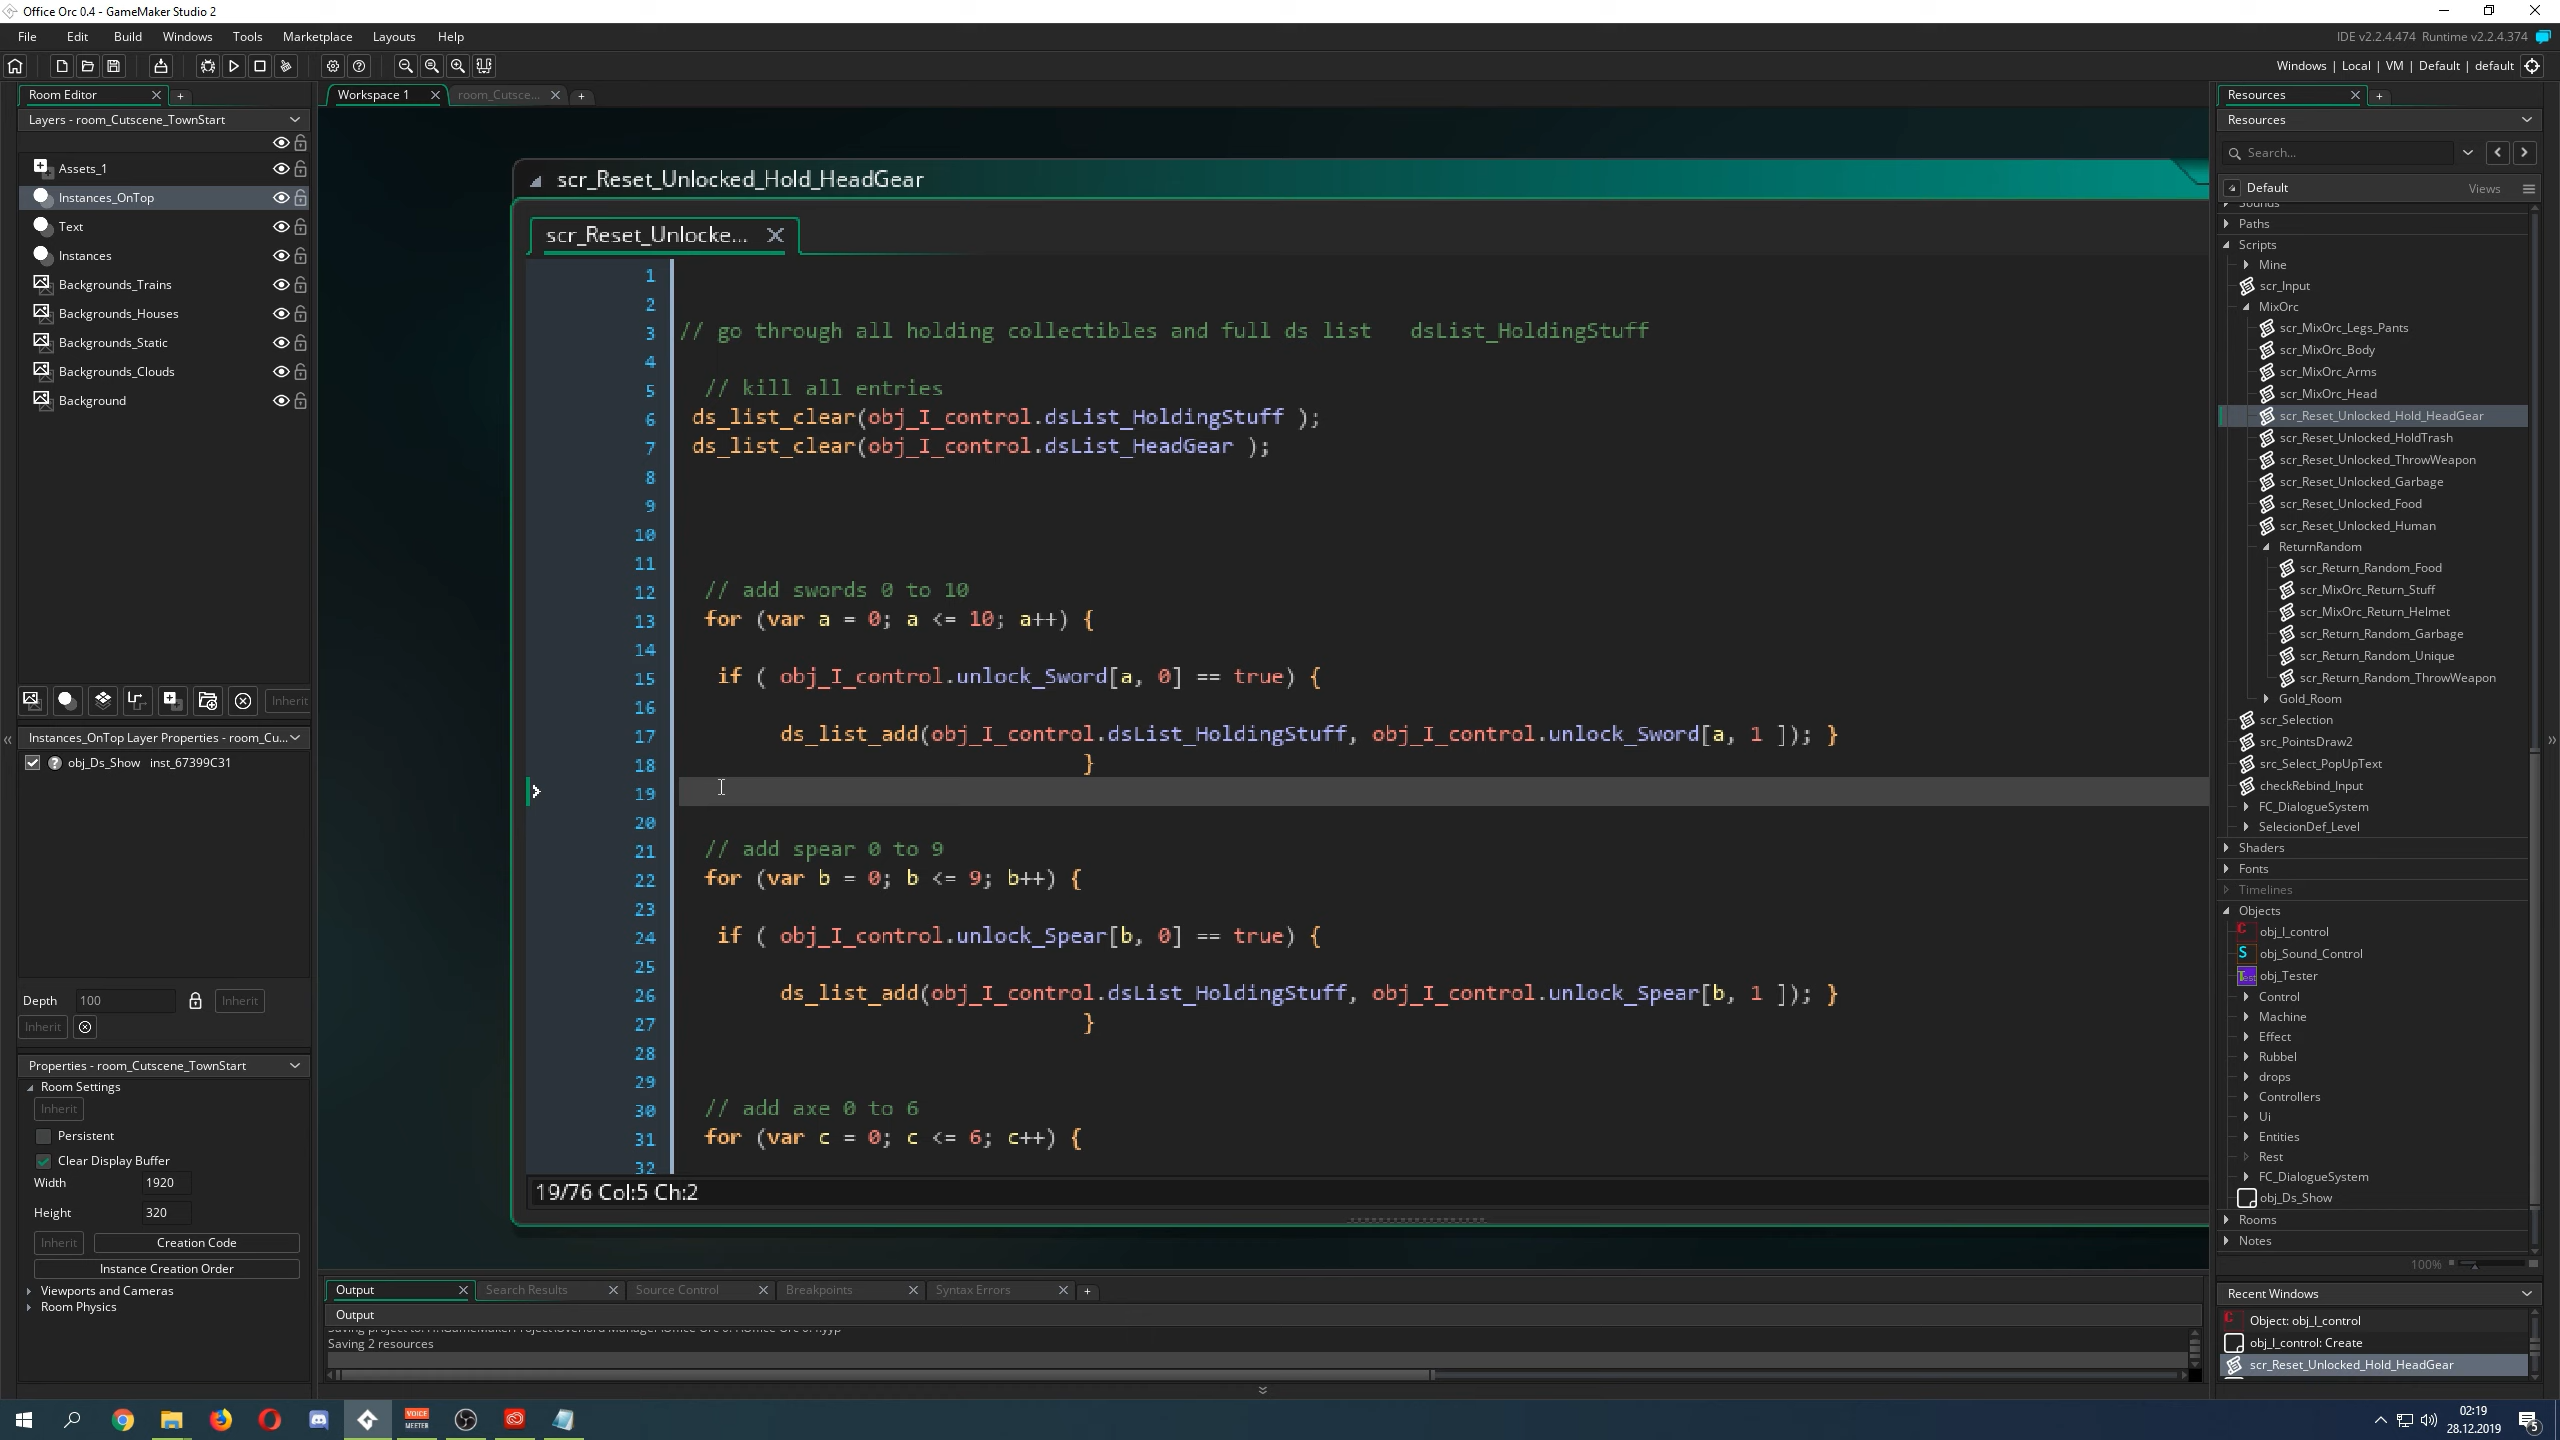 Office Orc 0.4 - GameMaker Studio 2
File Edit Build Windows Tools Marketplace Layouts Help
IDE v2.2.4.474 Runtime v2.2.4.374
Windows | Local | VM | Default | default
Room Editor
Layers - room_Cutscene_TownStart
Assets_1
Instances_OnTop
Text
Instances
Backgrounds_Trains
Backgrounds_Houses
Backgrounds_Static
Backgrounds_Clouds
Background
Inherit
Instances_OnTop Layer Properties - room_Cu...
obj_Ds_Show inst_67399C31
Depth 100 Inherit
Inherit
Properties - room_Cutscene_TownStart
Room Settings
Inherit
Persistent
Clear Display Buffer
Width 1920
Height 320
Inherit Creation Code
Instance Creation Order
Viewports and Cameras
Room Physics
Workspace 1 room_Cutsce...
scr_Reset_Unlocked_Hold_HeadGear
scr_Reset_Unlocke...
1
2
3 // go through all holding collectibles and full ds list dsList_HoldingStuff
4
5 // kill all entries
6 ds_list_clear(obj_I_control.dsList_HoldingStuff );
7 ds_list_clear(obj_I_control.dsList_HeadGear );
8
9
10
11
12 // add swords 0 to 10
13 for (var a = 0; a <= 10; a++) {
14
15 if ( obj_I_control.unlock_Sword[a, 0] == true) {
16
17 ds_list_add(obj_I_control.dsList_HoldingStuff, obj_I_control.unlock_Sword[a, 1 ]); }
18 }
19
20
21 // add spear 0 to 9
22 for (var b = 0; b <= 9; b++) {
23
24 if ( obj_I_control.unlock_Spear[b, 0] == true) {
25
26 ds_list_add(obj_I_control.dsList_HoldingStuff, obj_I_control.unlock_Spear[b, 1 ]); }
27 }
28
29
30 // add axe 0 to 6
31 for (var c = 0; c <= 6; c++) {
32
19/76 Col:5 Ch:2
Output Search Results Source Control Breakpoints Syntax Errors
Output
Saving 2 resources
Resources
Resources
Search...
Default Views
Sounds
Paths
Scripts
Mine
scr_Input
MixOrc
scr_MixOrc_Legs_Pants
scr_MixOrc_Body
scr_MixOrc_Arms
scr_MixOrc_Head
scr_Reset_Unlocked_Hold_HeadGear
scr_Reset_Unlocked_HoldTrash
scr_Reset_Unlocked_ThrowWeapon
scr_Reset_Unlocked_Garbage
scr_Reset_Unlocked_Food
scr_Reset_Unlocked_Human
ReturnRandom
scr_Return_Random_Food
scr_MixOrc_Return_Stuff
scr_MixOrc_Return_Helmet
scr_Return_Random_Garbage
scr_Return_Random_Unique
scr_Return_Random_ThrowWeapon
Gold_Room
scr_Selection
src_PointsDraw2
src_Select_PopUpText
checkRebind_Input
FC_DialogueSystem
SelecionDef_Level
Shaders
Fonts
Timelines
Objects
obj_I_control
obj_Sound_Control
obj_Tester
Control
Machine
Effect
Rubbel
drops
Controllers
Ui
Entities
Rest
FC_DialogueSystem
obj_Ds_Show
Rooms
Notes
100%
Recent Windows
Object: obj_I_control
obj_I_control: Create
scr_Reset_Unlocked_Hold_HeadGear
VOICE
MEETER
02:19
28.12.2019
5